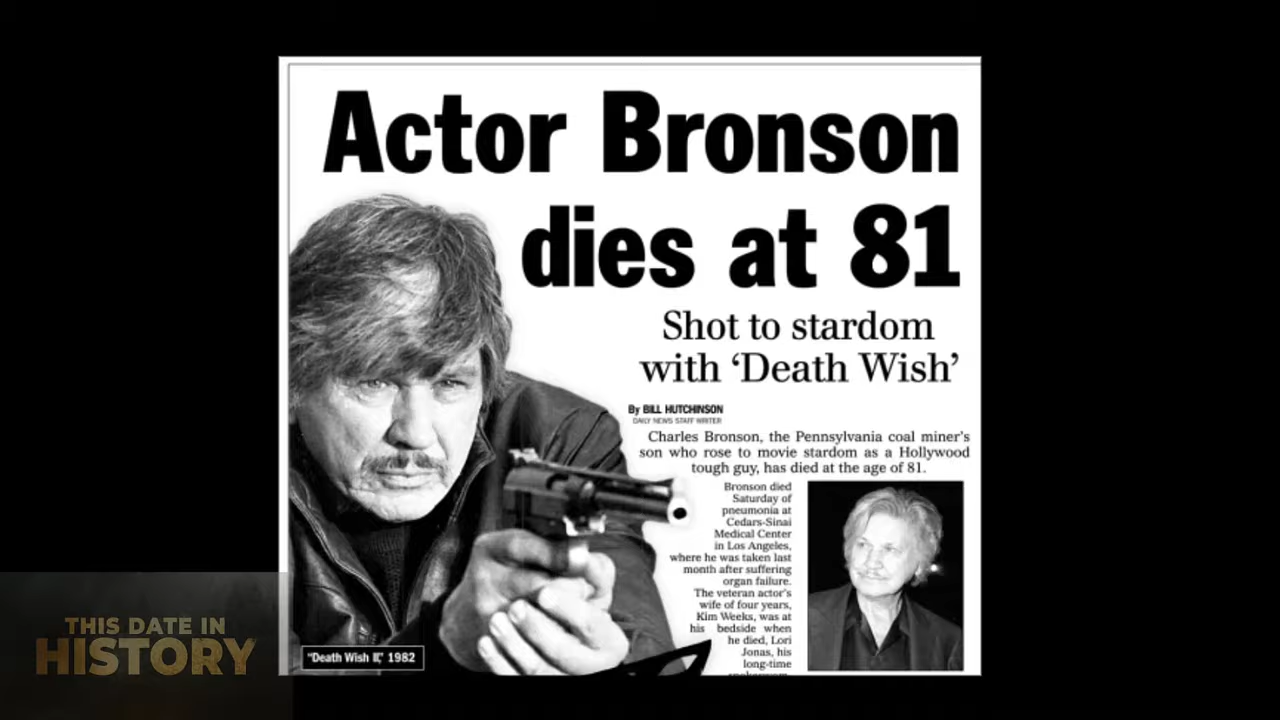 Actor Bronson
dies at 81
Shot to stardom
with ‘Death Wish’
By BILL HUTCHINSON
DAILY NEWS STAFF WRITER
Charles Bronson, the Pennsylvania coal miner’s
son who rose to movie stardom as a Hollywood
tough guy, has died at the age of 81.
Bronson died
Saturday of
pneumonia at
Cedars-Sinai
Medical Center
in Los Angeles,
where he was taken last
month after suffering
organ failure.
The veteran actor’s
wife of four years,
Kim Weeks, was at
his bedside when
he died, Lori
Jonas, his
long-time
“Death Wish II,” 1982
THIS DATE IN
HISTORY